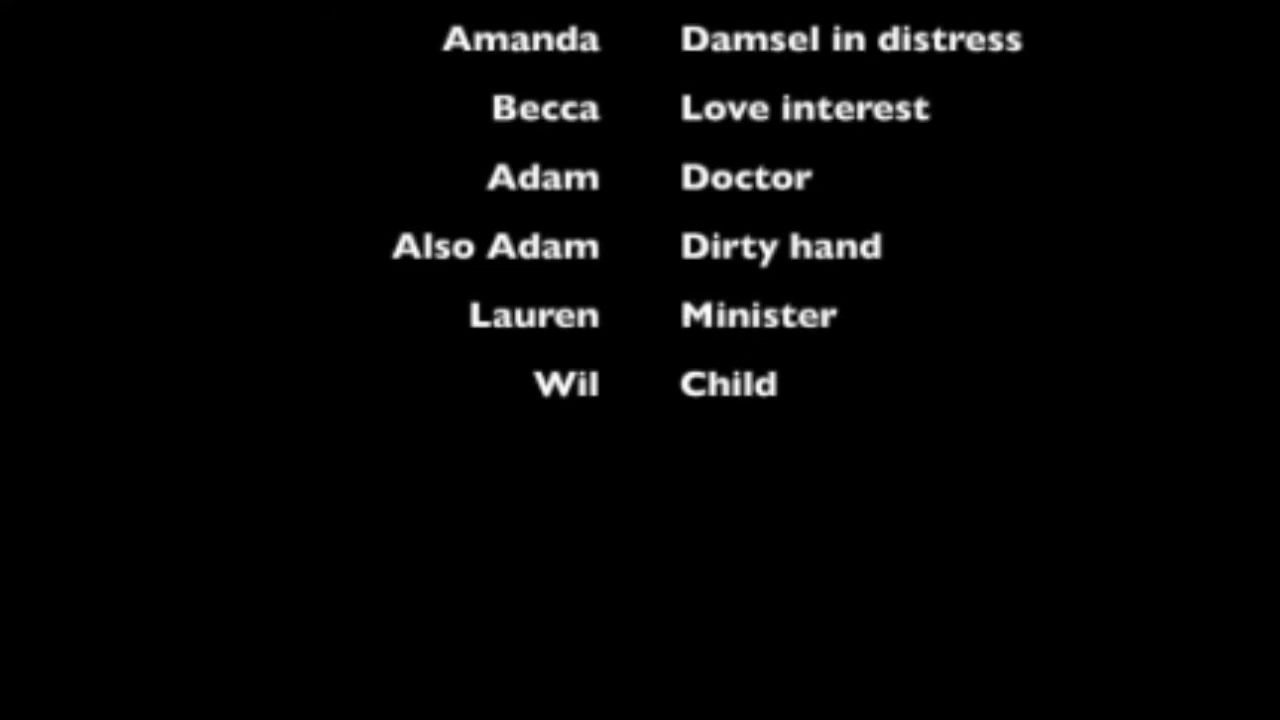 Amanda Damsel in distress
Becca Love interest
Adam Doctor
Also Adam Dirty hand
Lauren Minister
Wil Child